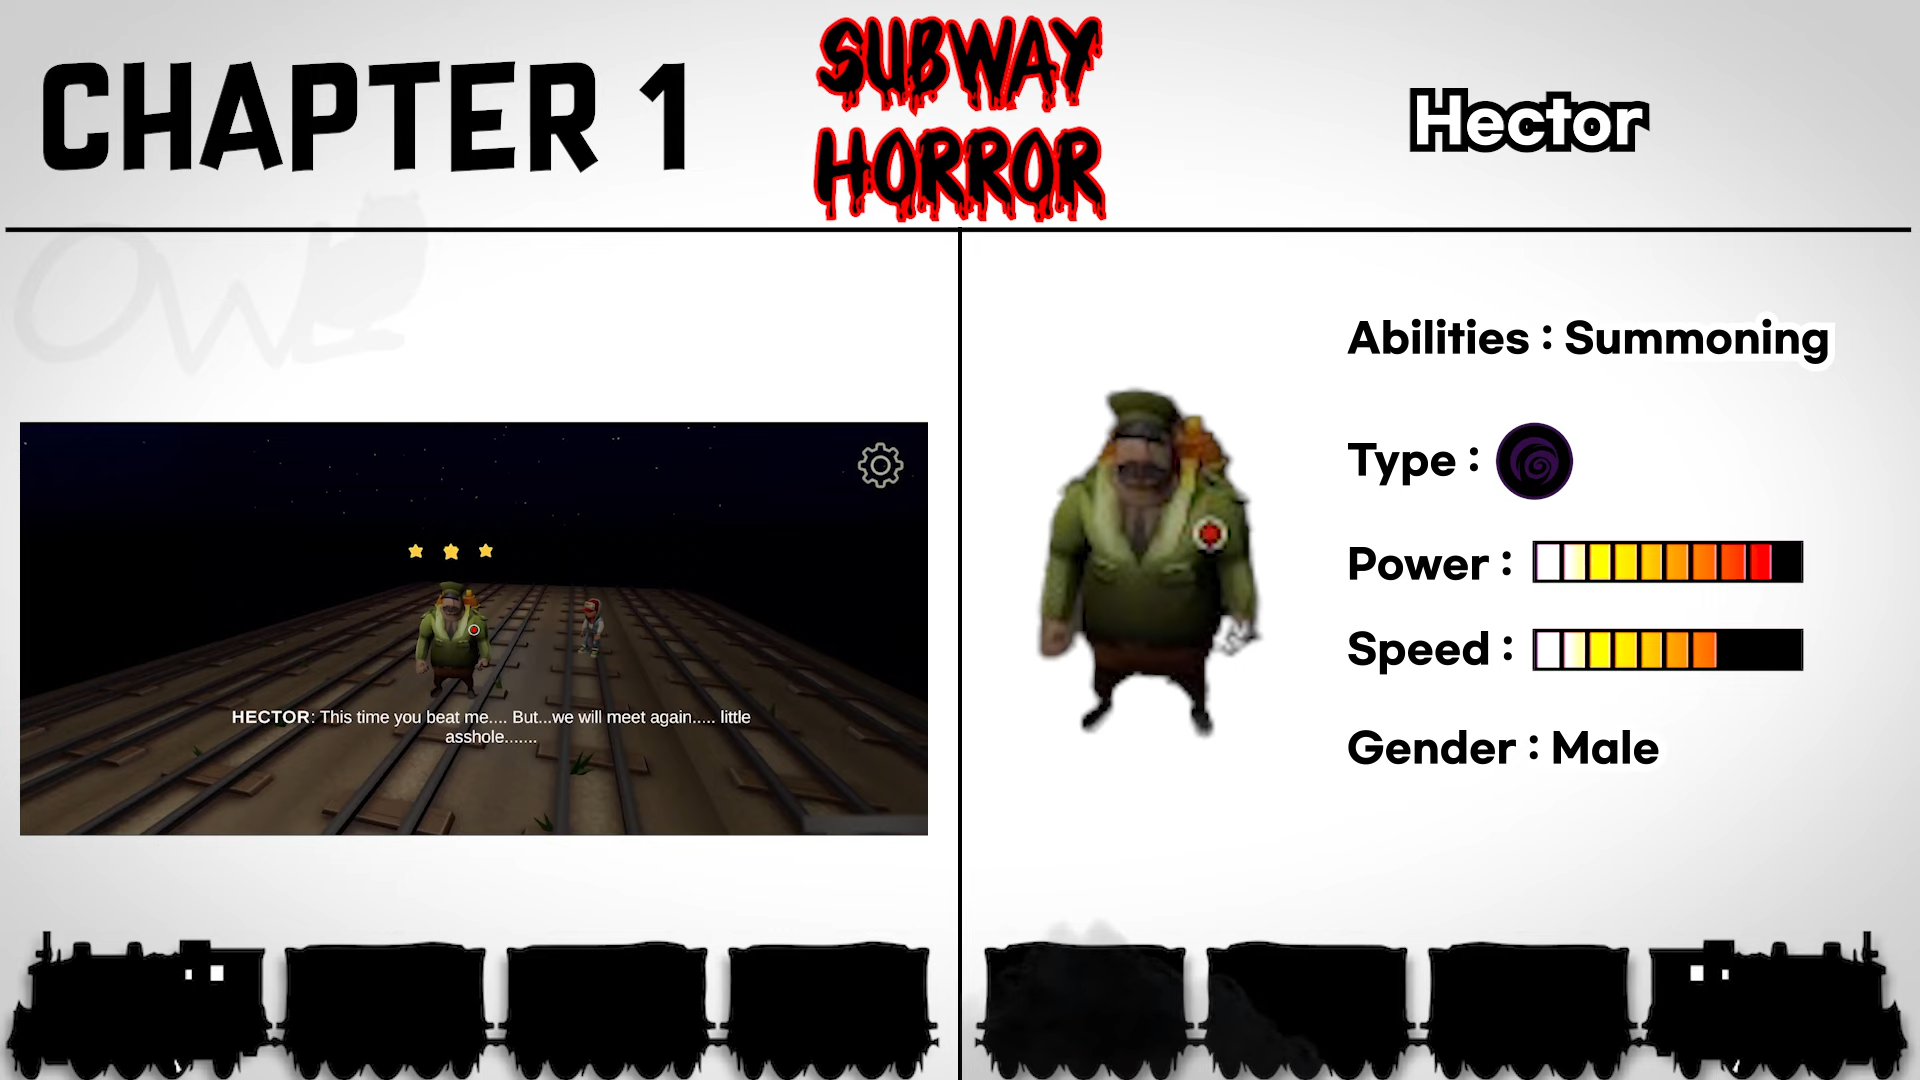 CHAPTER 1
SUBWAY
HORROR
Hector
OWL
HECTOR: This time you beat me.... But...we will meet again..... little
asshole.......
Abilities : Summoning
Type :
Power :
Speed :
Gender : Male